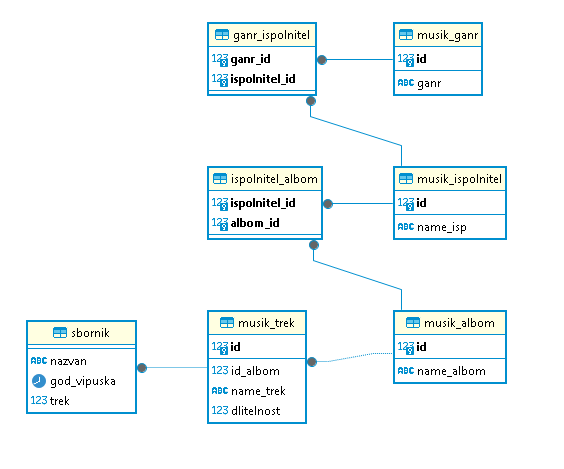 ganr_ispolnitel
123 ganr_id
123 ispolnitel_id
musik_ganr
123 id
ABC ganr
ispolnitel_albom
123 ispolnitel_id
123 albom_id
musik_ispolnitel
123 id
ABC name_isp
sbornik
ABC nazvan
god_vipuska
123 trek
musik_trek
123 id
123 id_albom
ABC name_trek
123 dlitelnost
musik_albom
123 id
ABC name_albom